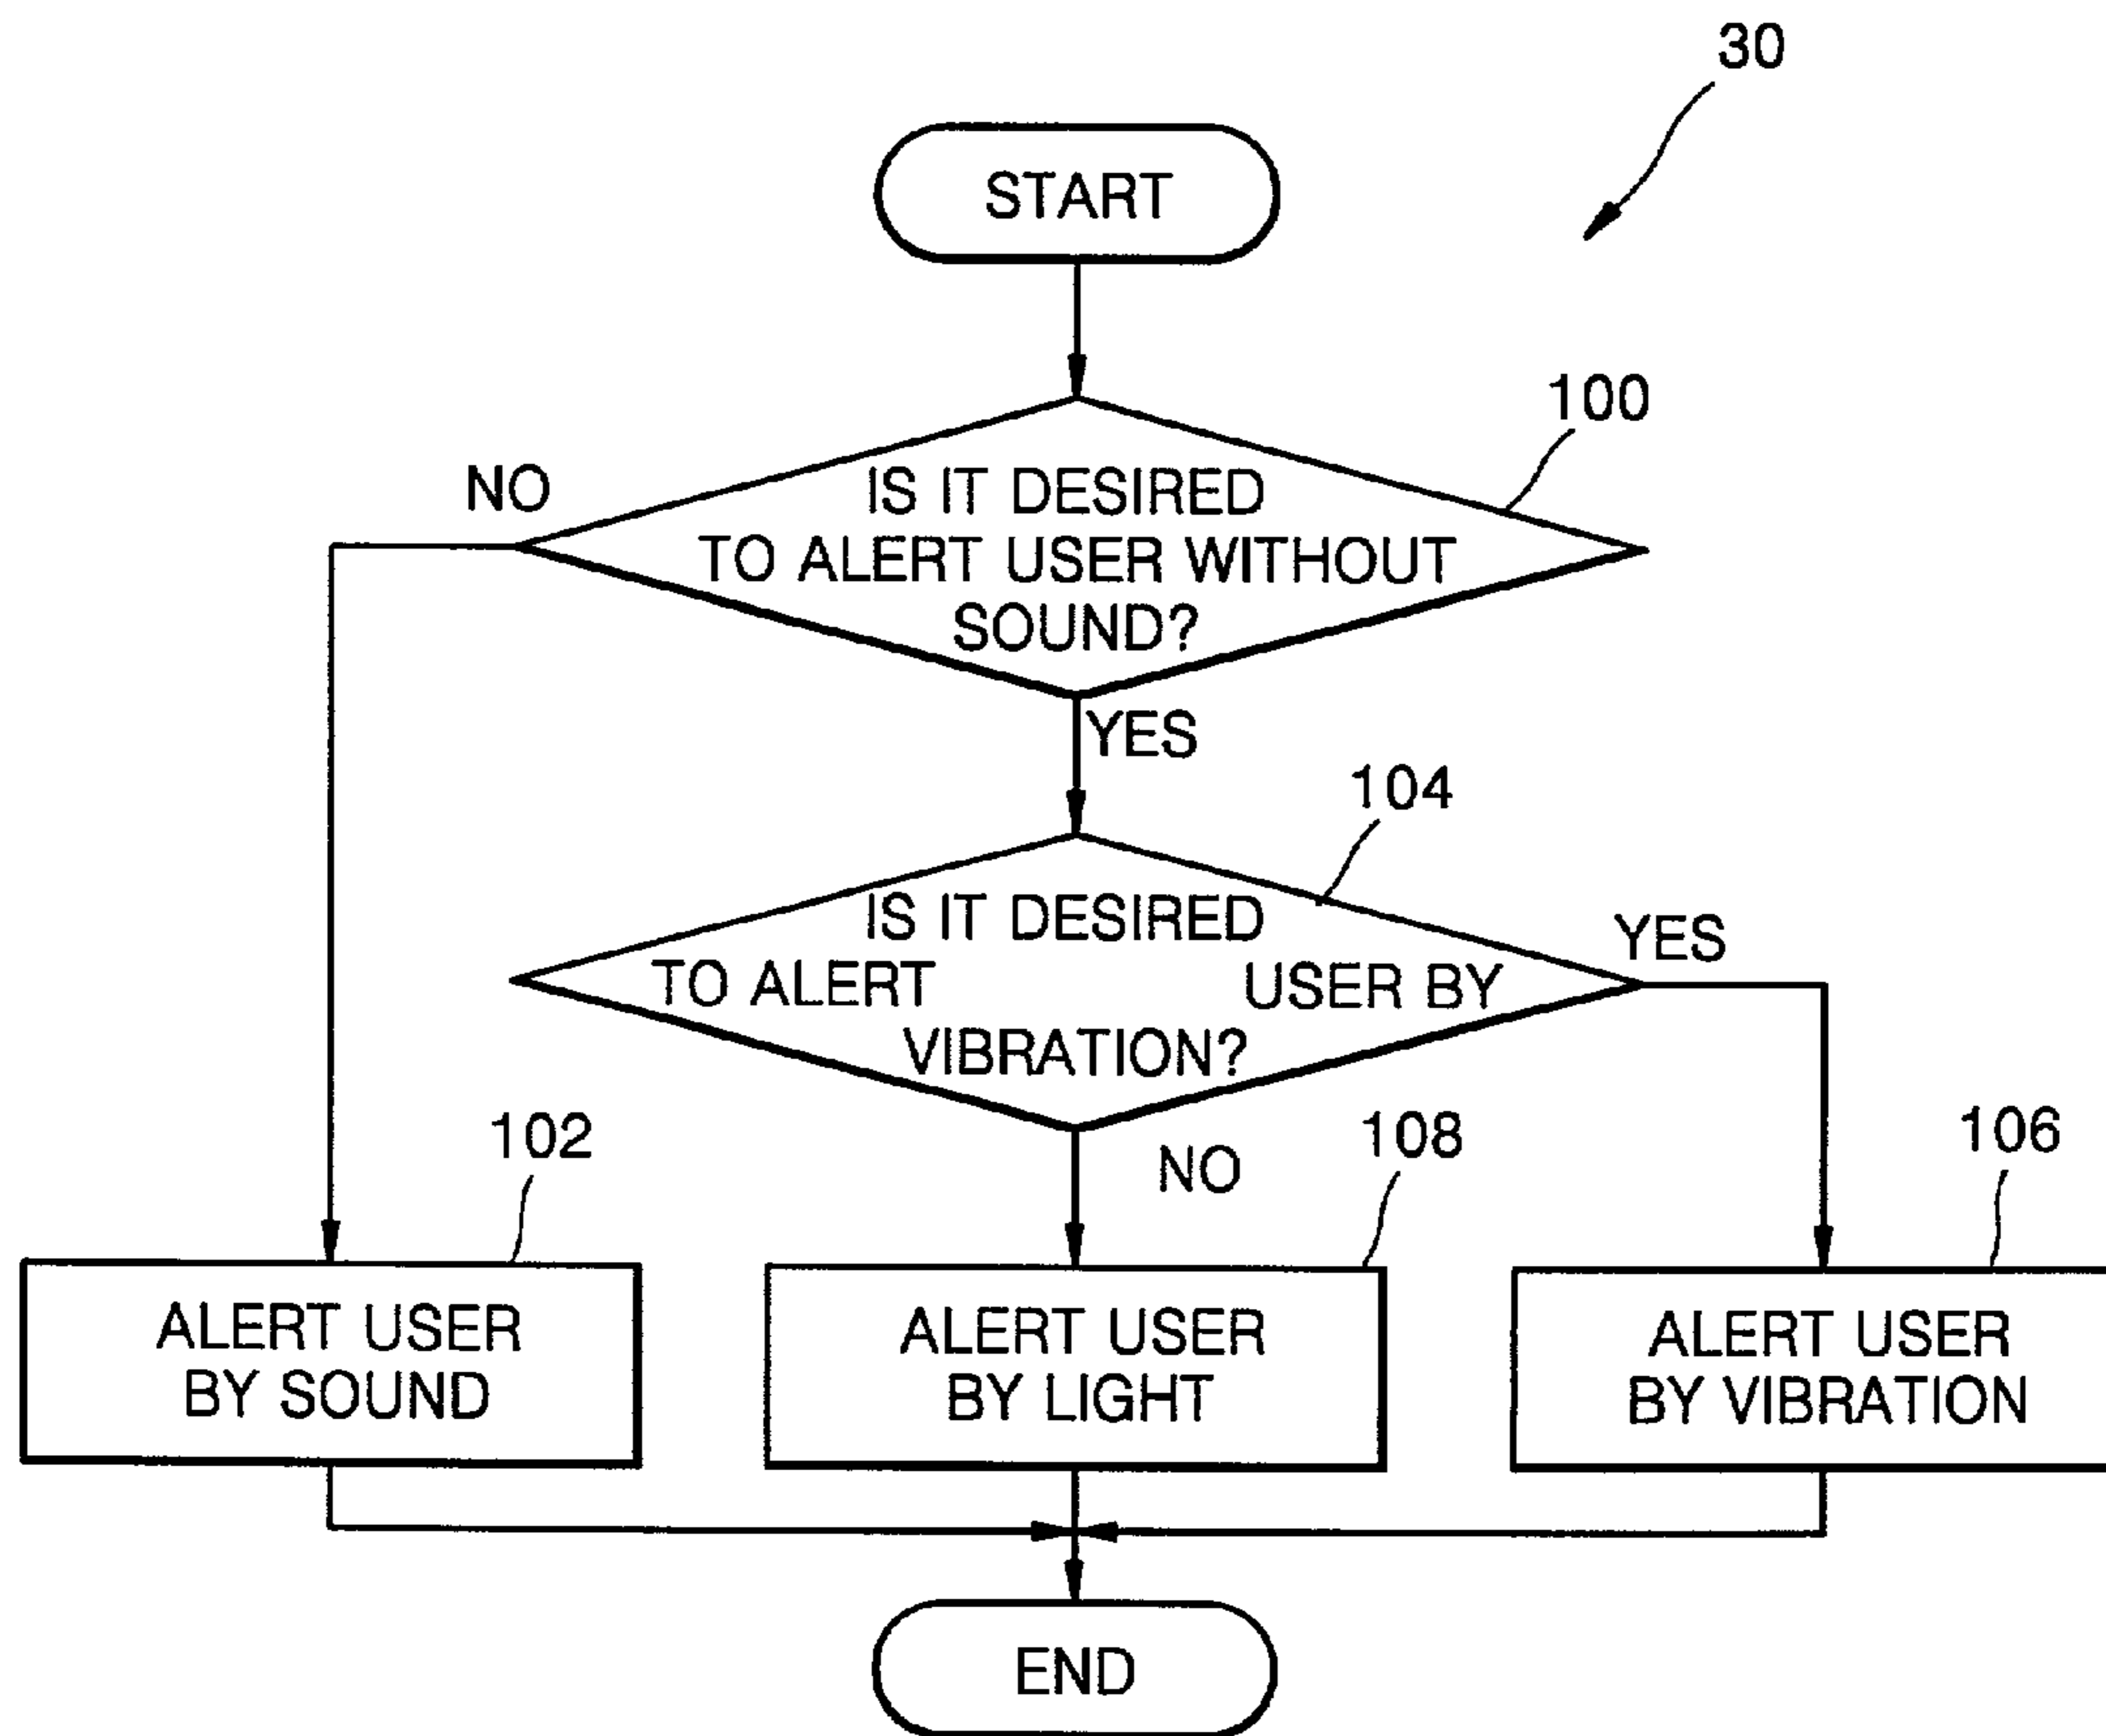 30
START
100
NO
IS IT DESIRED
TO ALERT USER WITHOUT
SOUND?
YES
104
IS IT DESIRED
YES
TO ALERT USER BY
VIBRATION?
102
NO
108
106
ALERT USER
BY SOUND
ALERT USER
BY LIGHT
ALERT USER
BY VIBRATION
END